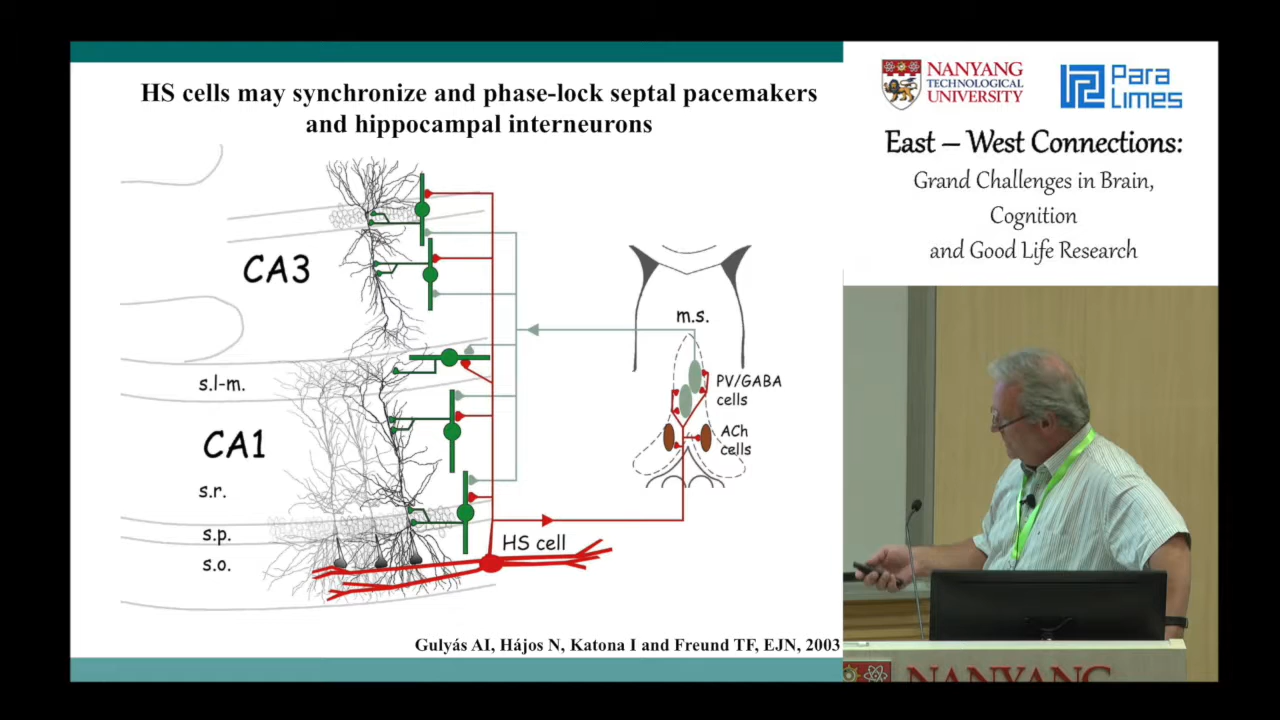 HS cells may synchronize and phase-lock septal pacemakers
and hippocampal interneurons
CA3
s.l-m.
CA1
s.r.
s.p.
s.o.
HS cell
m.s.
PV/GABA
cells
ACh
cells
Gulyás AI, Hájos N, Katona I and Freund TF, EJN, 2003
NANYANG
TECHNOLOGICAL
UNIVERSITY
Para
Limes
East – West Connections:
Grand Challenges in Brain,
Cognition
and Good Life Research
NANYANG